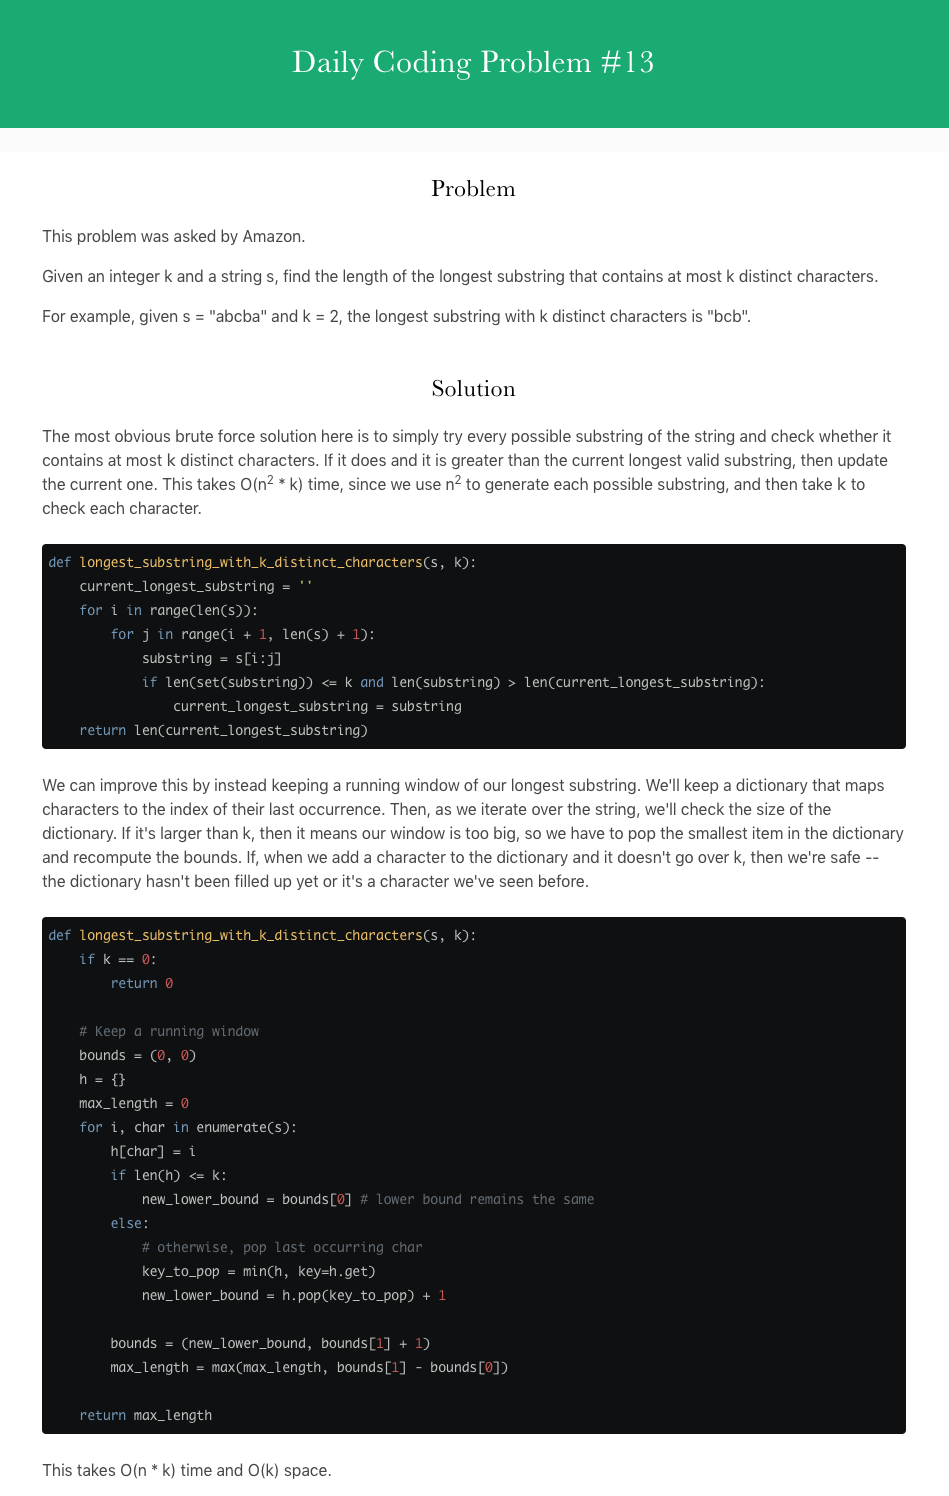 Daily Coding Problem #13
Problem
This problem was asked by Amazon.
Given an integer k and a string s, find the length of the longest substring that contains at most k distinct characters.
For example, given s = "abcba" and k = 2, the longest substring with k distinct characters is "bcb".
Solution
The most obvious brute force solution here is to simply try every possible substring of the string and check whether it
contains at most k distinct characters. If it does and it is greater than the current longest valid substring, then update
the current one. This takes O(n² * k) time, since we use n² to generate each possible substring, and then take k to
check each character.
def longest_substring_with_k_distinct_characters(s, k):
    current_longest_substring = ''
    for i in range(len(s)):
        for j in range(i + 1, len(s) + 1):
            substring = s[i:j]
            if len(set(substring)) <= k and len(substring) > len(current_longest_substring):
                current_longest_substring = substring
    return len(current_longest_substring)
We can improve this by instead keeping a running window of our longest substring. We'll keep a dictionary that maps
characters to the index of their last occurrence. Then, as we iterate over the string, we'll check the size of the
dictionary. If it's larger than k, then it means our window is too big, so we have to pop the smallest item in the dictionary
and recompute the bounds. If, when we add a character to the dictionary and it doesn't go over k, then we're safe --
the dictionary hasn't been filled up yet or it's a character we've seen before.
def longest_substring_with_k_distinct_characters(s, k):
    if k == 0:
        return 0
    # Keep a running window
    bounds = (0, 0)
    h = {}
    max_length = 0
    for i, char in enumerate(s):
        h[char] = i
        if len(h) <= k:
            new_lower_bound = bounds[0] # lower bound remains the same
        else:
            # otherwise, pop last occurring char
            key_to_pop = min(h, key=h.get)
            new_lower_bound = h.pop(key_to_pop) + 1
        bounds = (new_lower_bound, bounds[1] + 1)
        max_length = max(max_length, bounds[1] - bounds[0])
    return max_length
This takes O(n * k) time and O(k) space.